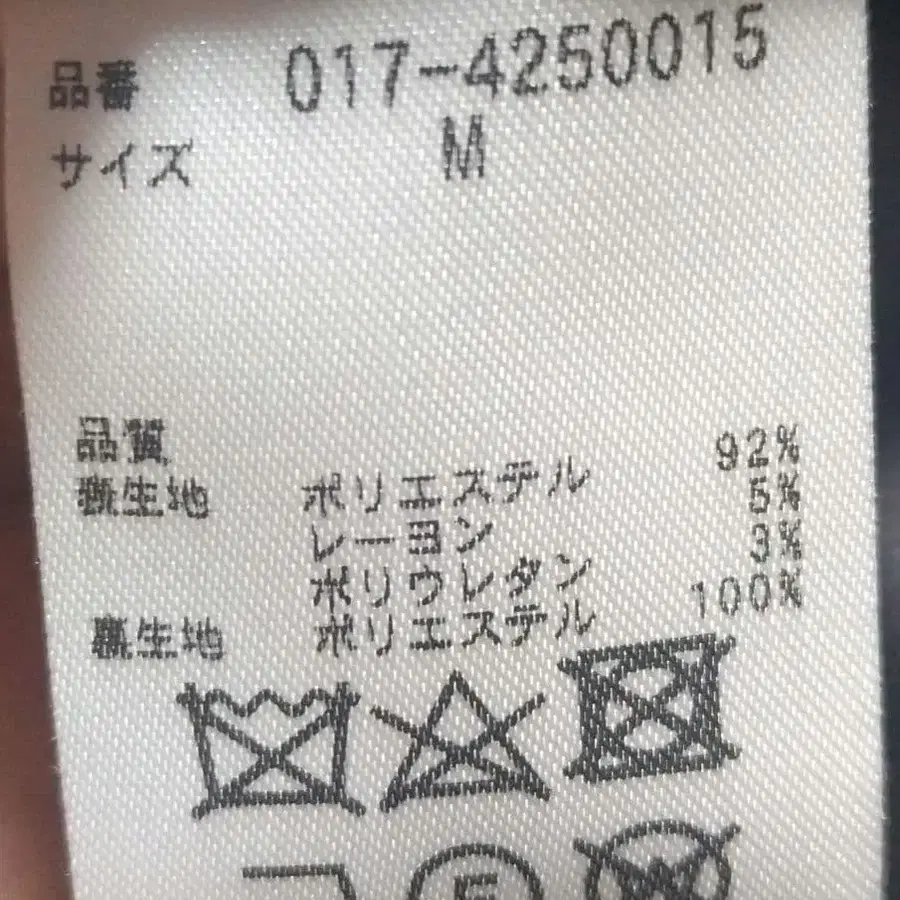 品番 017-4250015
サイズ M
品質
表生地 ポリエステル 92%
レーヨン 5%
ポリウレタン 3%
裏生地 ポリエステル 100%